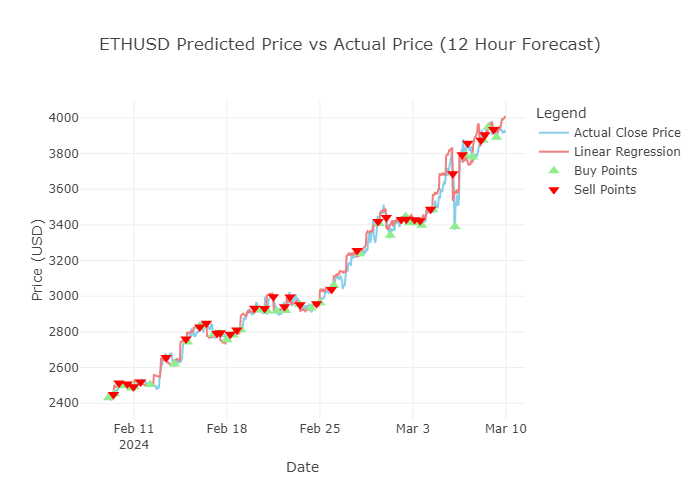 ETHUSD Predicted Price vs Actual Price (12 Hour Forecast)
Legend
Actual Close Price
Linear Regression
Buy Points
Sell Points
Price (USD)
4000
3800
3600
3400
3200
3000
2800
2600
2400
Feb 11
2024
Feb 18
Feb 25
Mar 3
Mar 10
Date